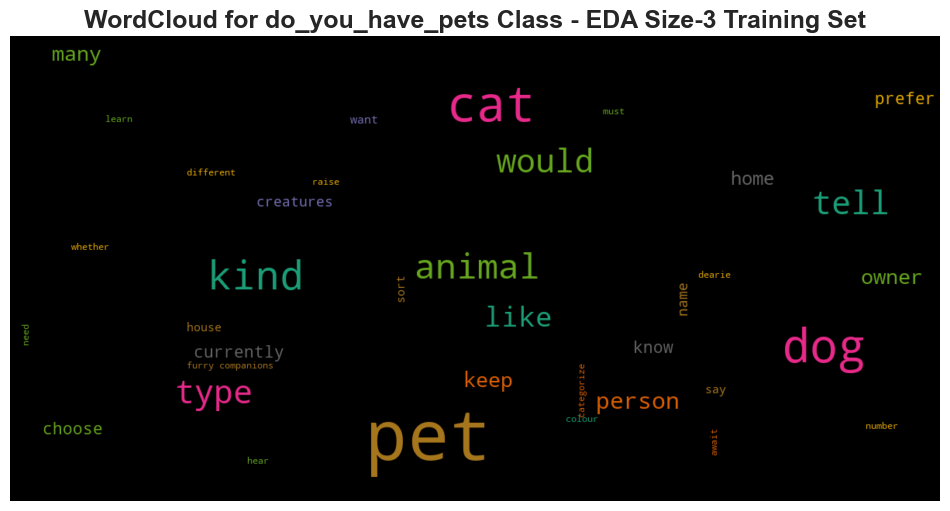 WordCloud for do_you_have_pets Class - EDA Size-3 Training Set
many
cat
prefer
learn
want
must
would
different
raise
home
creatures
tell
whether
kind
animal
sort
dearie
owner
name
like
need
house
currently
know
dog
furry companions
type
keep
categorize
person
say
choose
colour
pet
await
number
hear